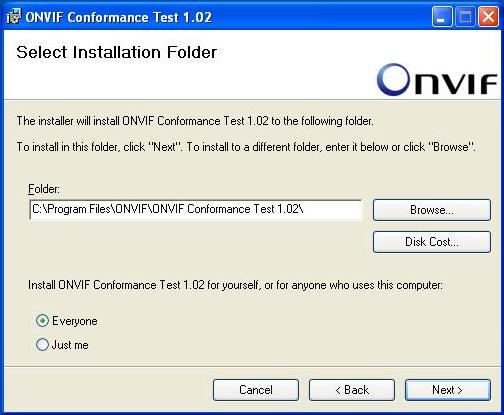 ONVIF Conformance Test 1.02
Select Installation Folder
ONVIF
The installer will install ONVIF Conformance Test 1.02 to the following folder.
To install in this folder, click "Next". To install to a different folder, enter it below or click "Browse".
Folder:
C:\Program Files\ONVIF\ONVIF Conformance Test 1.02\
Browse...
Disk Cost...
Install ONVIF Conformance Test 1.02 for yourself, or for anyone who uses this computer:
Everyone
Just me
Cancel
< Back
Next >